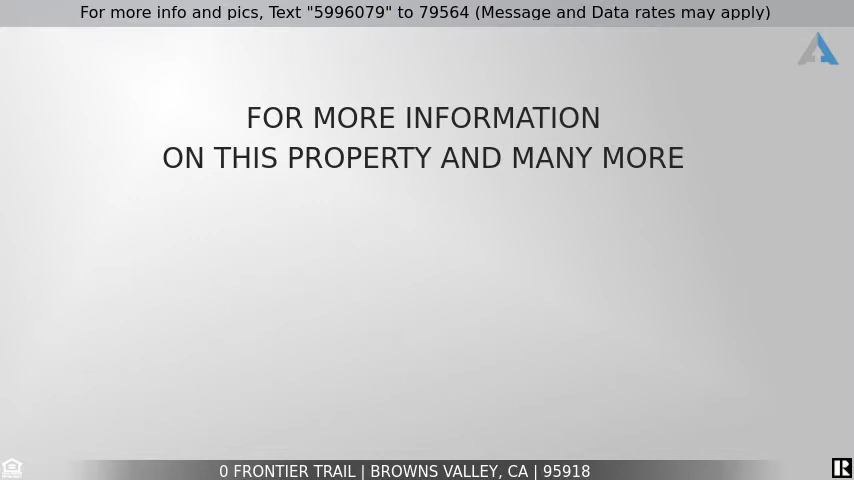 For more info and pics, Text "5996079" to 79564 (Message and Data rates may apply)
FOR MORE INFORMATION
ON THIS PROPERTY AND MANY MORE
0 FRONTIER TRAIL | BROWNS VALLEY, CA | 95918